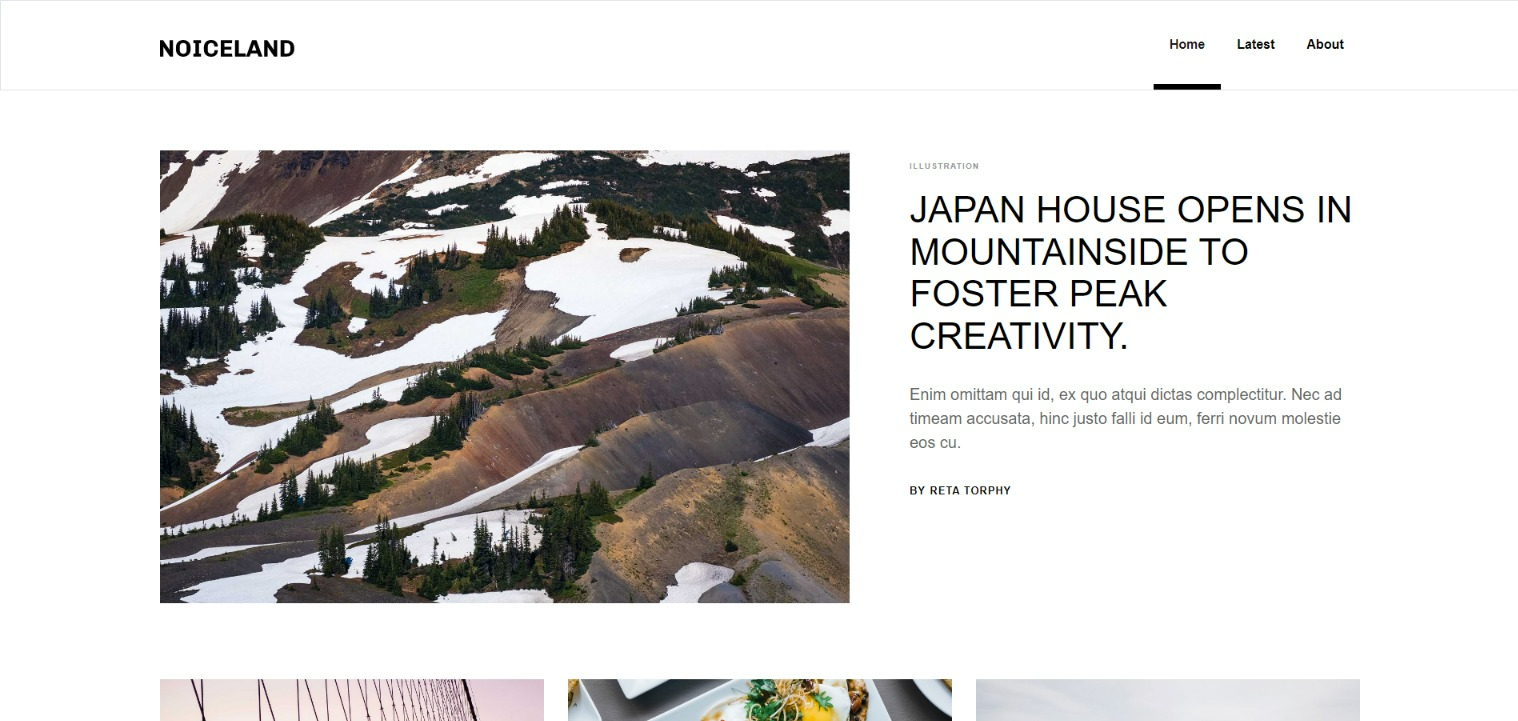 NOICELAND
Home
Latest
About
ILLUSTRATION
JAPAN HOUSE OPENS IN
MOUNTAINSIDE TO
FOSTER PEAK
CREATIVITY.
Enim omittam qui id, ex quo atqui dictas complectitur. Nec ad
timeam accusata, hinc justo falli id eum, ferri novum molestie
eos cu.
BY RETA TORPHY